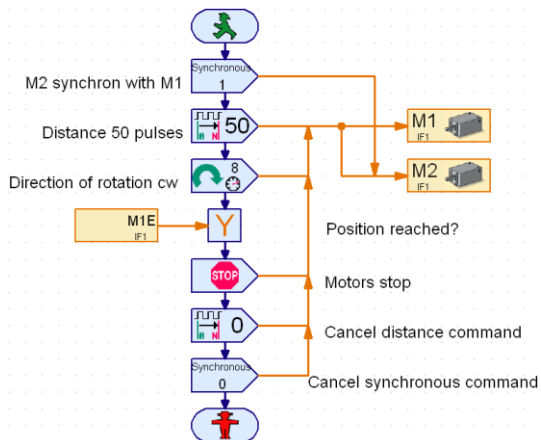 Synchronous
1
M2 synchron with M1
50
Distance 50 pulses
M1
IF1
8
Direction of rotation cw
M2
IF1
M1E
IF1
Y
Position reached?
STOP
Motors stop
0
Cancel distance command
Synchronous
0
Cancel synchronous command